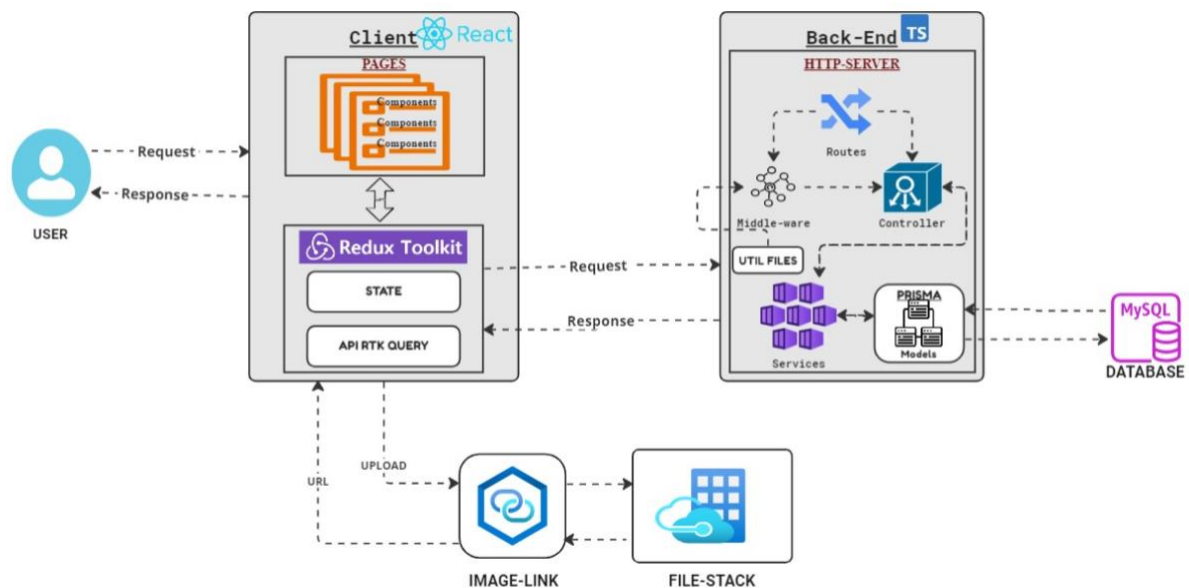 Client
React
PAGES
Components
Components
Components
Request
Response
USER
Redux Toolkit
STATE
API RTK QUERY
Request
Response
Back-End
TS
HTTP-SERVER
Routes
Middle-ware
Controller
UTIL FILES
Services
PRISMA
Models
MySQL
DATABASE
URL
UPLOAD
IMAGE-LINK
FILE-STACK